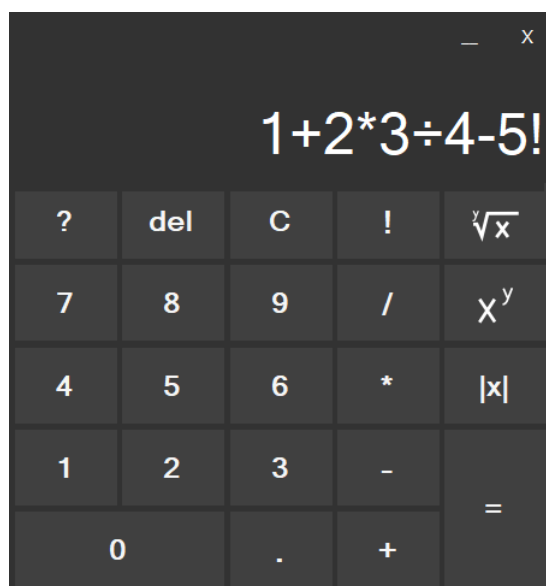 _ X
1+2*3÷4-5!
? del C ! y√x
7 8 9 / xʸ
4 5 6 * |x|
1 2 3 -
=
0 . +